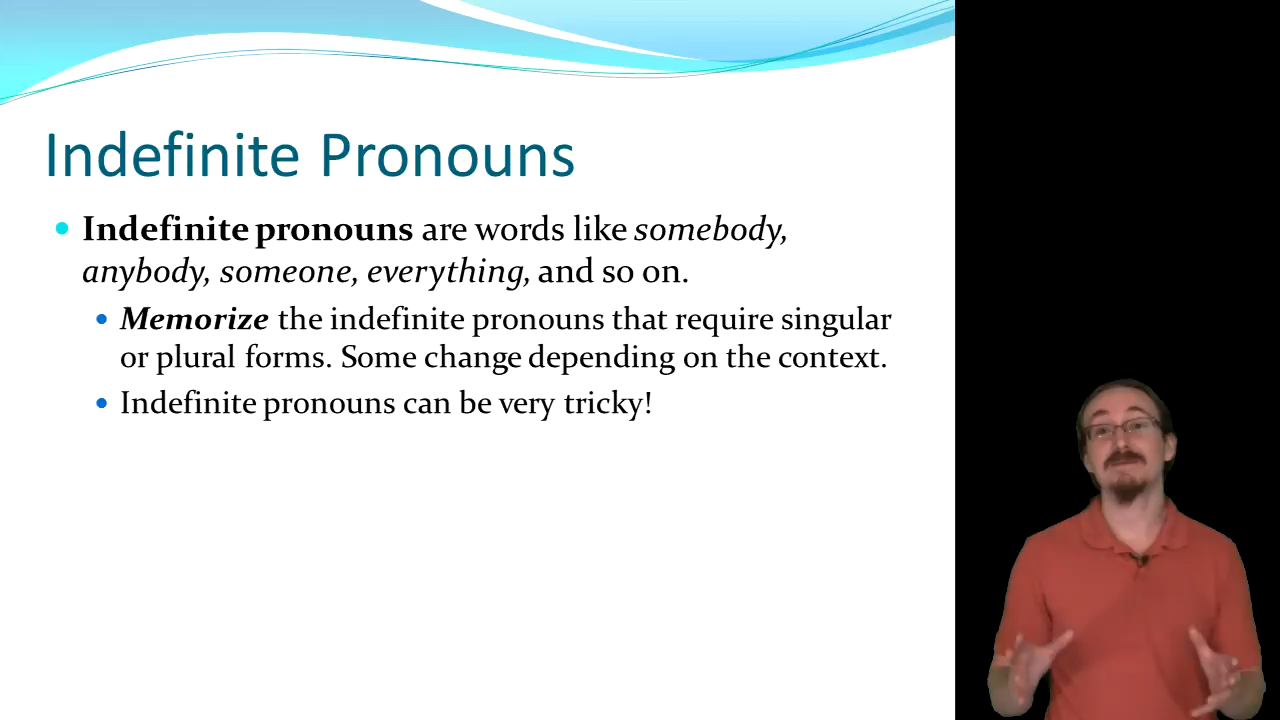 Indefinite Pronouns
Indefinite pronouns are words like somebody,
anybody, someone, everything, and so on.
Memorize the indefinite pronouns that require singular
or plural forms. Some change depending on the context.
Indefinite pronouns can be very tricky!